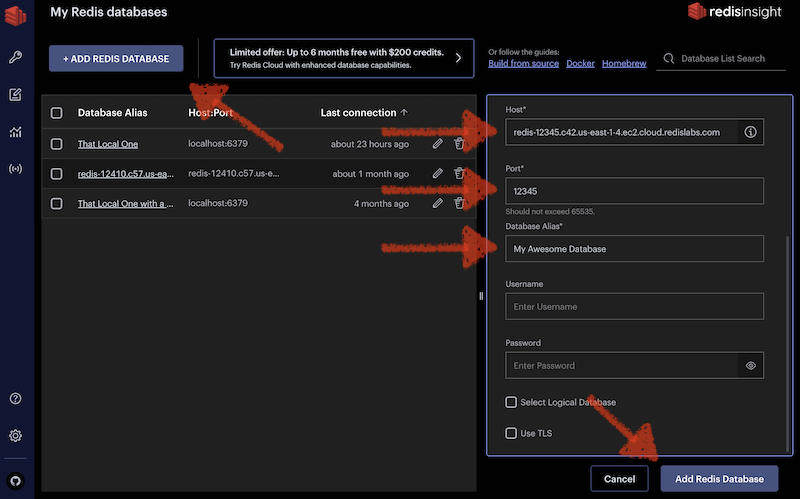 My Redis databases
redisinsight
+ ADD REDIS DATABASE
Limited offer: Up to 6 months free with $200 credits.
Try Redis Cloud with enhanced database capabilities.
Or follow the guides:
Build from source Docker Homebrew
Database List Search
Database Alias Host:Port Last connection
That Local One localhost:6379 about 23 hours ago
redis-12410.c57.us-ea... redis-12410.c57.us-e... about 1 month ago
That Local One with a ... localhost:6379 4 months ago
Host*
redis-12345.c42.us-east-1-4.ec2.cloud.redislabs.com
Port*
12345
Should not exceed 65535.
Database Alias*
My Awesome Database
Username
Enter Username
Password
Enter Password
Select Logical Database
Use TLS
Cancel
Add Redis Database